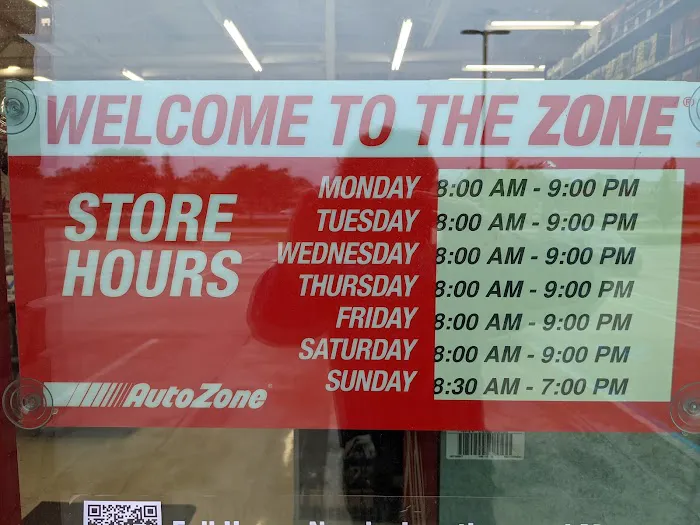 WELCOME TO THE ZONE®
STORE HOURS
MONDAY 8:00 AM - 9:00 PM
TUESDAY 8:00 AM - 9:00 PM
WEDNESDAY 8:00 AM - 9:00 PM
THURSDAY 8:00 AM - 9:00 PM
FRIDAY 8:00 AM - 9:00 PM
SATURDAY 8:00 AM - 9:00 PM
SUNDAY 8:30 AM - 7:00 PM
AutoZone®